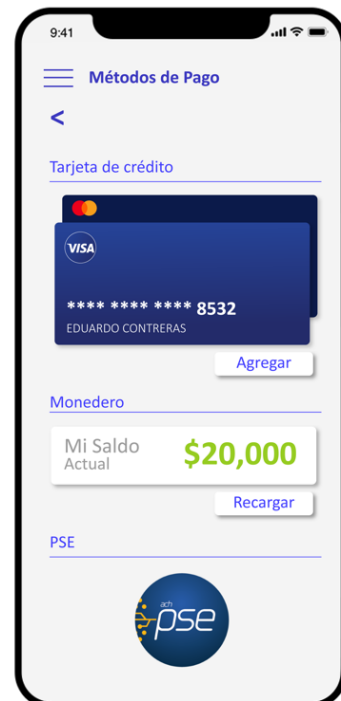 9:41
Métodos de Pago
<
Tarjeta de crédito
VISA
**** **** **** 8532
EDUARDO CONTRERAS
Agregar
Monedero
Mi Saldo
Actual
$20,000
Recargar
PSE
ach
pse